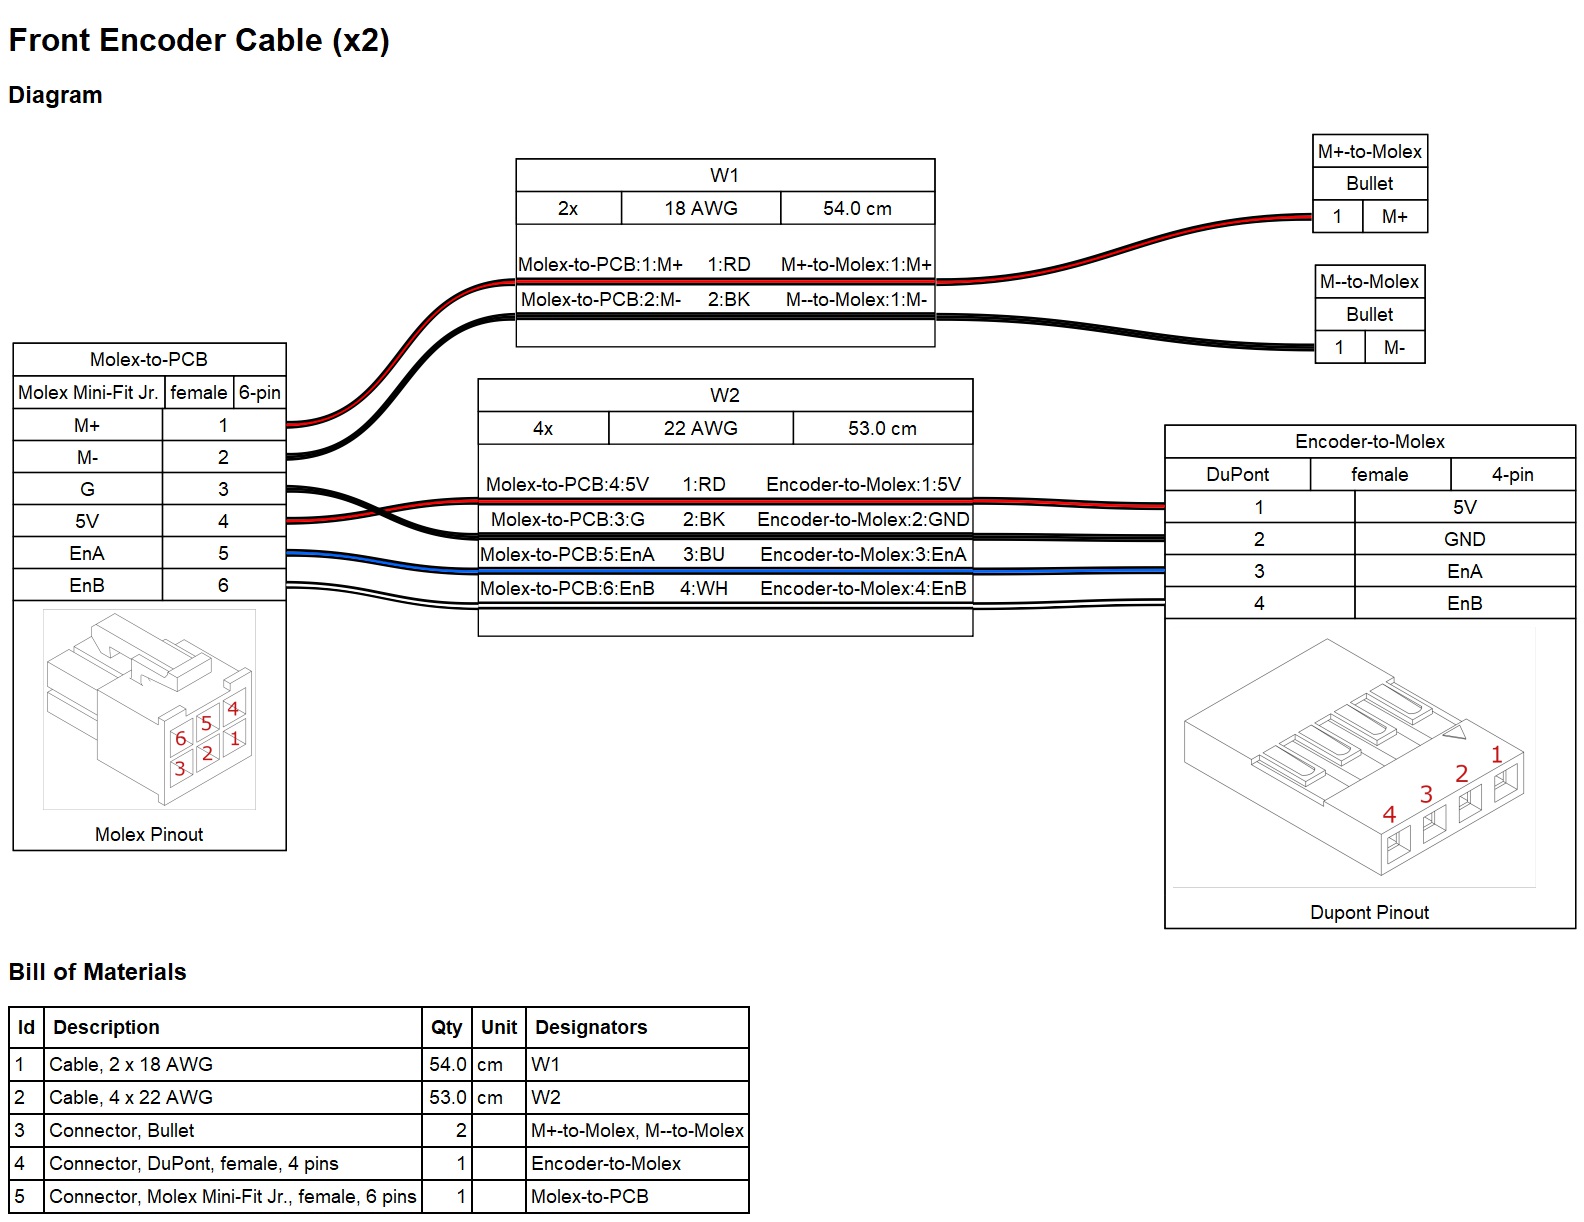 Front Encoder Cable (x2)
Diagram
W1
2x 18 AWG 54.0 cm
Molex-to-PCB:1:M+ 1:RD M+-to-Molex:1:M+
Molex-to-PCB:2:M- 2:BK M--to-Molex:1:M-
M+-to-Molex
Bullet
1 M+
M--to-Molex
Bullet
1 M-
Molex-to-PCB
Molex Mini-Fit Jr. female 6-pin
M+ 1
M- 2
G 3
5V 4
EnA 5
EnB 6
6 5 4
3 2 1
Molex Pinout
W2
4x 22 AWG 53.0 cm
Molex-to-PCB:4:5V 1:RD Encoder-to-Molex:1:5V
Molex-to-PCB:3:G 2:BK Encoder-to-Molex:2:GND
Molex-to-PCB:5:EnA 3:BU Encoder-to-Molex:3:EnA
Molex-to-PCB:6:EnB 4:WH Encoder-to-Molex:4:EnB
Encoder-to-Molex
DuPont female 4-pin
1 5V
2 GND
3 EnA
4 EnB
4 3 2 1
Dupont Pinout
Bill of Materials
Id Description Qty Unit Designators
1 Cable, 2 x 18 AWG 54.0 cm W1
2 Cable, 4 x 22 AWG 53.0 cm W2
3 Connector, Bullet 2 M+-to-Molex, M--to-Molex
4 Connector, DuPont, female, 4 pins 1 Encoder-to-Molex
5 Connector, Molex Mini-Fit Jr., female, 6 pins 1 Molex-to-PCB